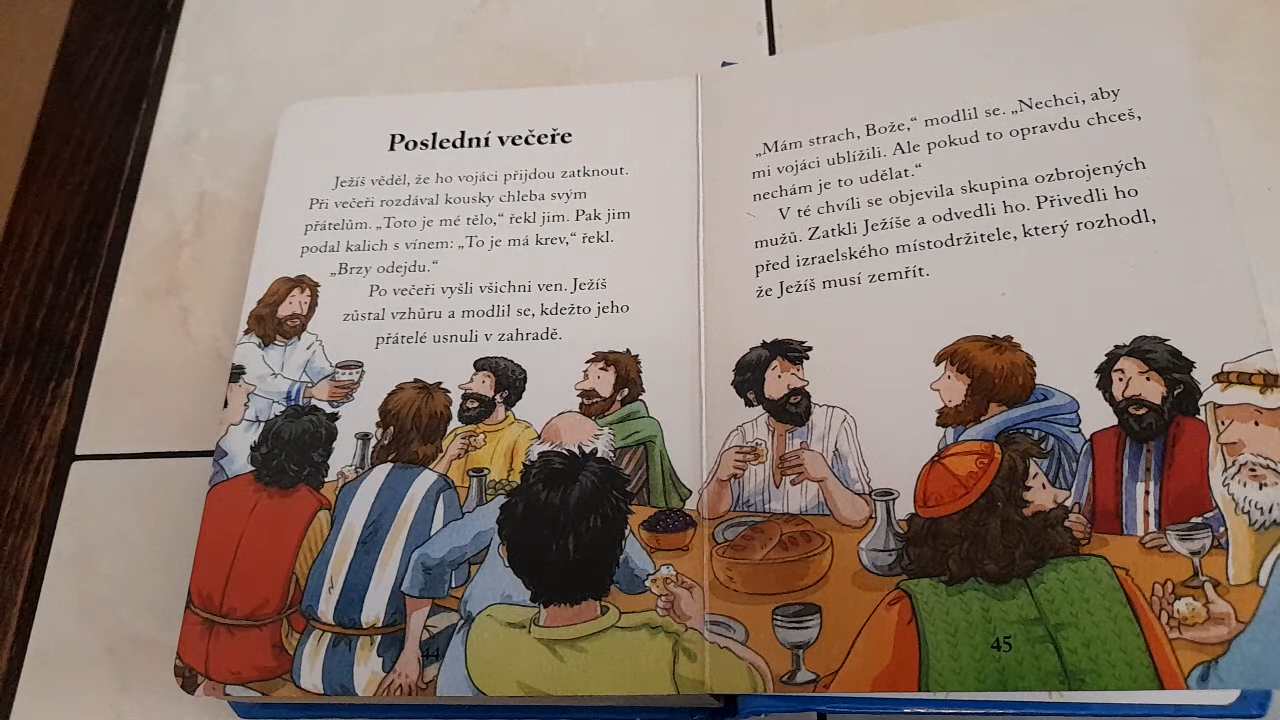 Poslední večeře
Ježíš věděl, že ho vojáci přijdou zatknout.
Při večeři rozdával kousky chleba svým
přátelům. „Toto je mé tělo,“ řekl jim. Pak jim
podal kalich s vínem: „To je má krev,“ řekl.
„Brzy odejdu.“
Po večeři vyšli všichni ven. Ježíš
zůstal vzhůru a modlil se, kdežto jeho
přátelé usnuli v zahradě.
44
„Mám strach, Bože,“ modlil se. „Nechci, aby
mi vojáci ublížili. Ale pokud to opravdu chceš,
nechám je to udělat.“
V té chvíli se objevila skupina ozbrojených
mužů. Zatkli Ježíše a odvedli ho. Přivedli ho
před izraelského místodržitele, který rozhodl,
že Ježíš musí zemřít.
45